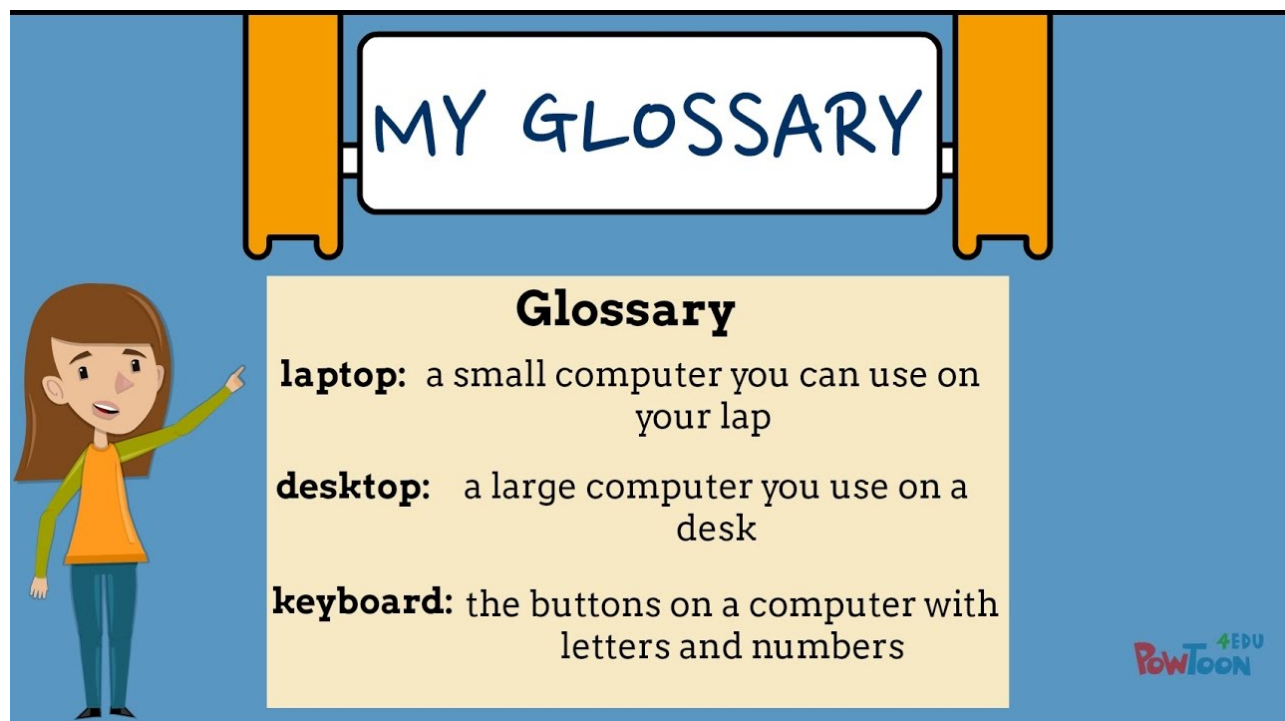 MY GLOSSARY
Glossary
laptop: a small computer you can use on
your lap
desktop: a large computer you use on a
desk
keyboard: the buttons on a computer with
letters and numbers
POWTOON 4EDU